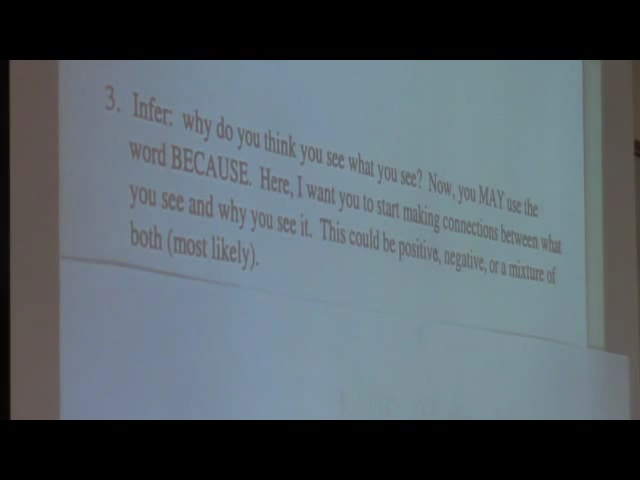 3. Infer: why do you think you see what you see? Now, you MAY use the
word BECAUSE. Here, I want you to start making connections between what
you see and why you see it. This could be positive, negative, or a mixture of
both (most likely).